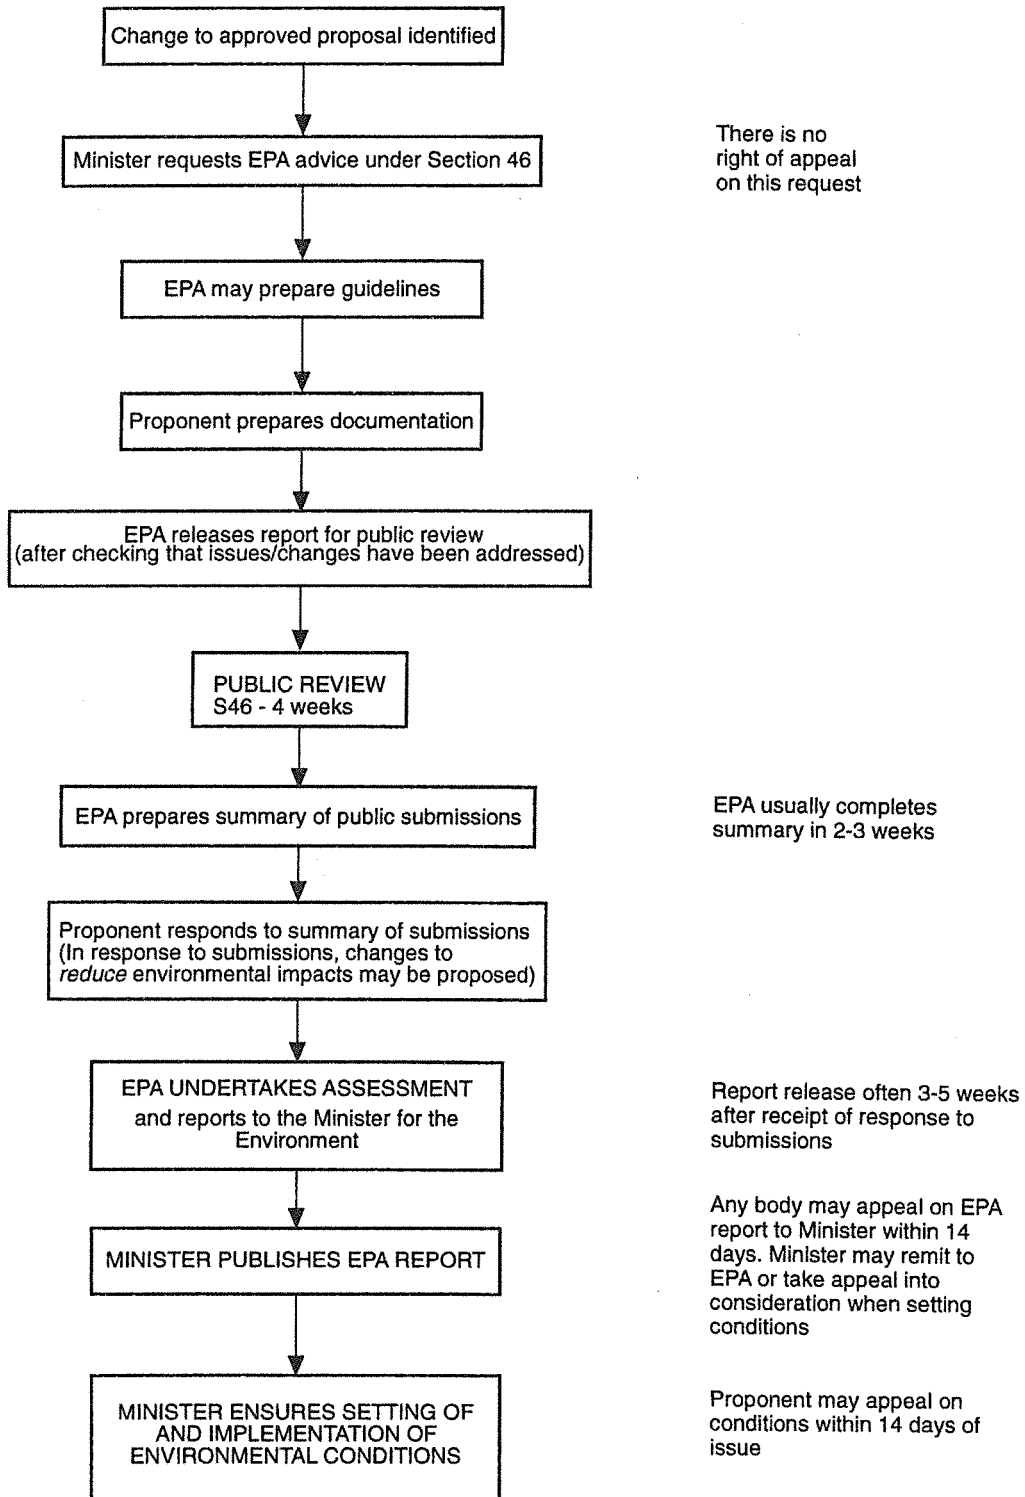 Change to approved proposal identified
Minister requests EPA advice under Section 46
There is no
right of appeal
on this request
EPA may prepare guidelines
Proponent prepares documentation
EPA releases report for public review
(after checking that issues/changes have been addressed)
PUBLIC REVIEW
S46 - 4 weeks
EPA prepares summary of public submissions
EPA usually completes
summary in 2-3 weeks
Proponent responds to summary of submissions
(In response to submissions, changes to
reduce environmental impacts may be proposed)
EPA UNDERTAKES ASSESSMENT
and reports to the Minister for the
Environment
Report release often 3-5 weeks
after receipt of response to
submissions
MINISTER PUBLISHES EPA REPORT
Any body may appeal on EPA
report to Minister within 14
days. Minister may remit to
EPA or take appeal into
consideration when setting
conditions
MINISTER ENSURES SETTING OF
AND IMPLEMENTATION OF
ENVIRONMENTAL CONDITIONS
Proponent may appeal on
conditions within 14 days of
issue